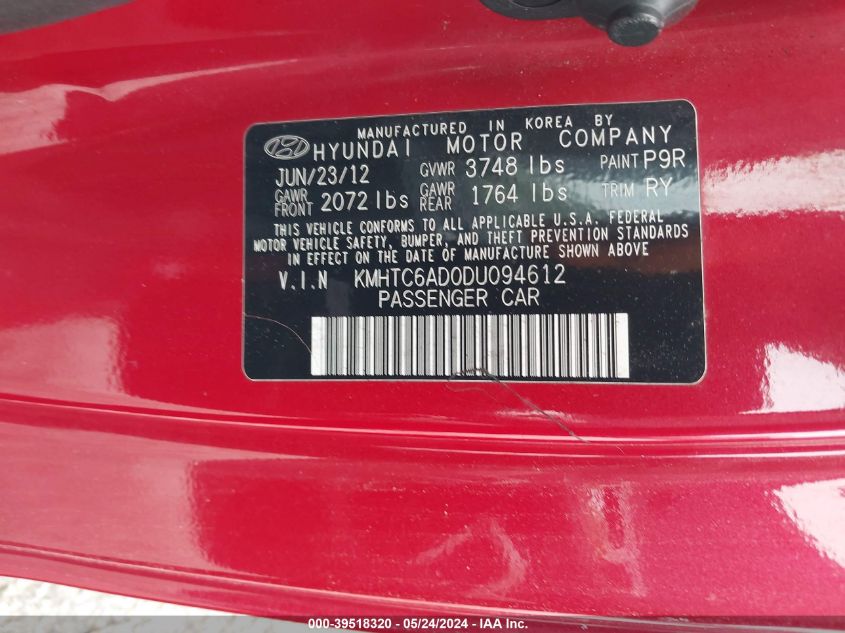 MANUFACTURED IN KOREA BY
HYUNDAI MOTOR COMPANY
JUN/23/12 GVWR 3748 lbs PAINT P9R
GAWR FRONT 2072 lbs GAWR REAR 1764 lbs TRIM RY
THIS VEHICLE CONFORMS TO ALL APPLICABLE U.S.A. FEDERAL
MOTOR VEHICLE SAFETY, BUMPER, AND THEFT PREVENTION STANDARDS
IN EFFECT ON THE DATE OF MANUFACTURE SHOWN ABOVE
V.I.N KMHTC6AD0DU094612
PASSENGER CAR
000-39518320 - 05/24/2024 - IAA Inc.